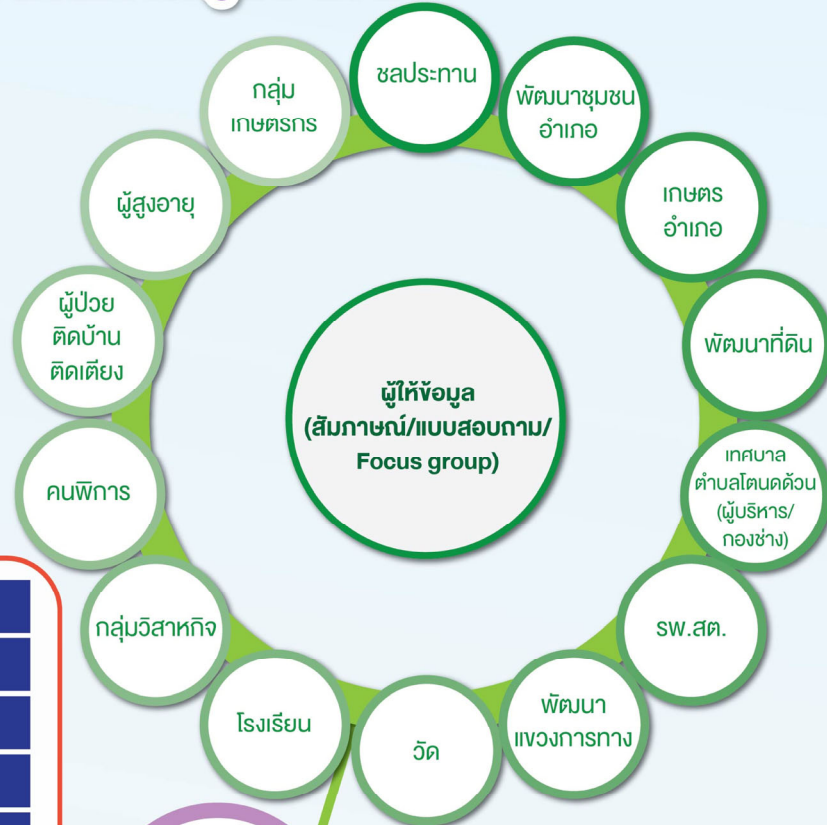 ชลประทาน
พัฒนาชุมชน
อำเภอ
เกษตร
อำเภอ
พัฒนาที่ดิน
เทศบาล
ตำบลโตนดด้วน
(ผู้บริหาร/
กองช่าง)
รพ.สต.
พัฒนา
แขวงการทาง
วัด
โรงเรียน
กลุ่มวิสาหกิจ
คนพิการ
ผู้ป่วย
ติดบ้าน
ติดเตียง
ผู้สูงอายุ
กลุ่ม
เกษตรกร
ผู้ให้ข้อมูล
(สัมภาษณ์/แบบสอบถาม/
Focus group)